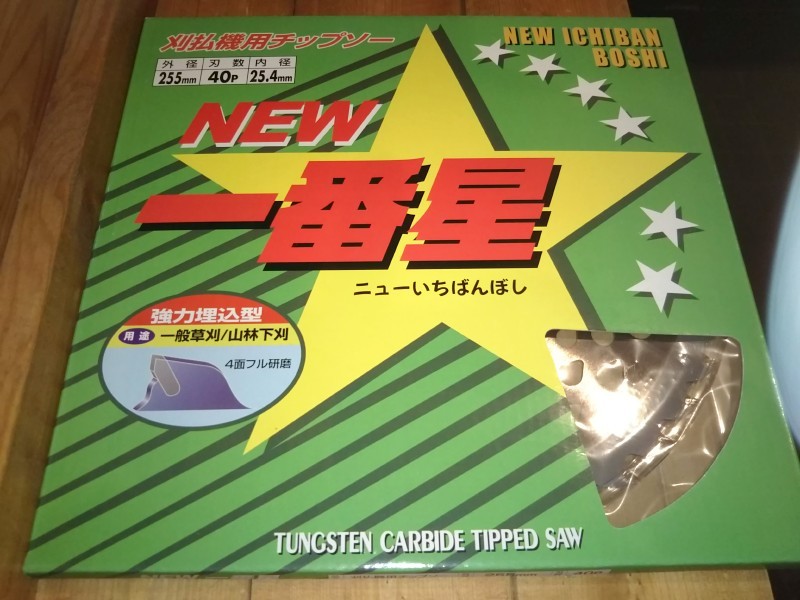 刈払機用チップソー
外径 刃数 内径
255mm 40P 25.4mm
NEW ICHIBAN
BOSHI
NEW
一番星
ニューいちばんぼし
強力埋込型
用途 一般草刈/山林下刈
4面フル研磨
TUNGSTEN CARBIDE TIPPED SAW
NEW